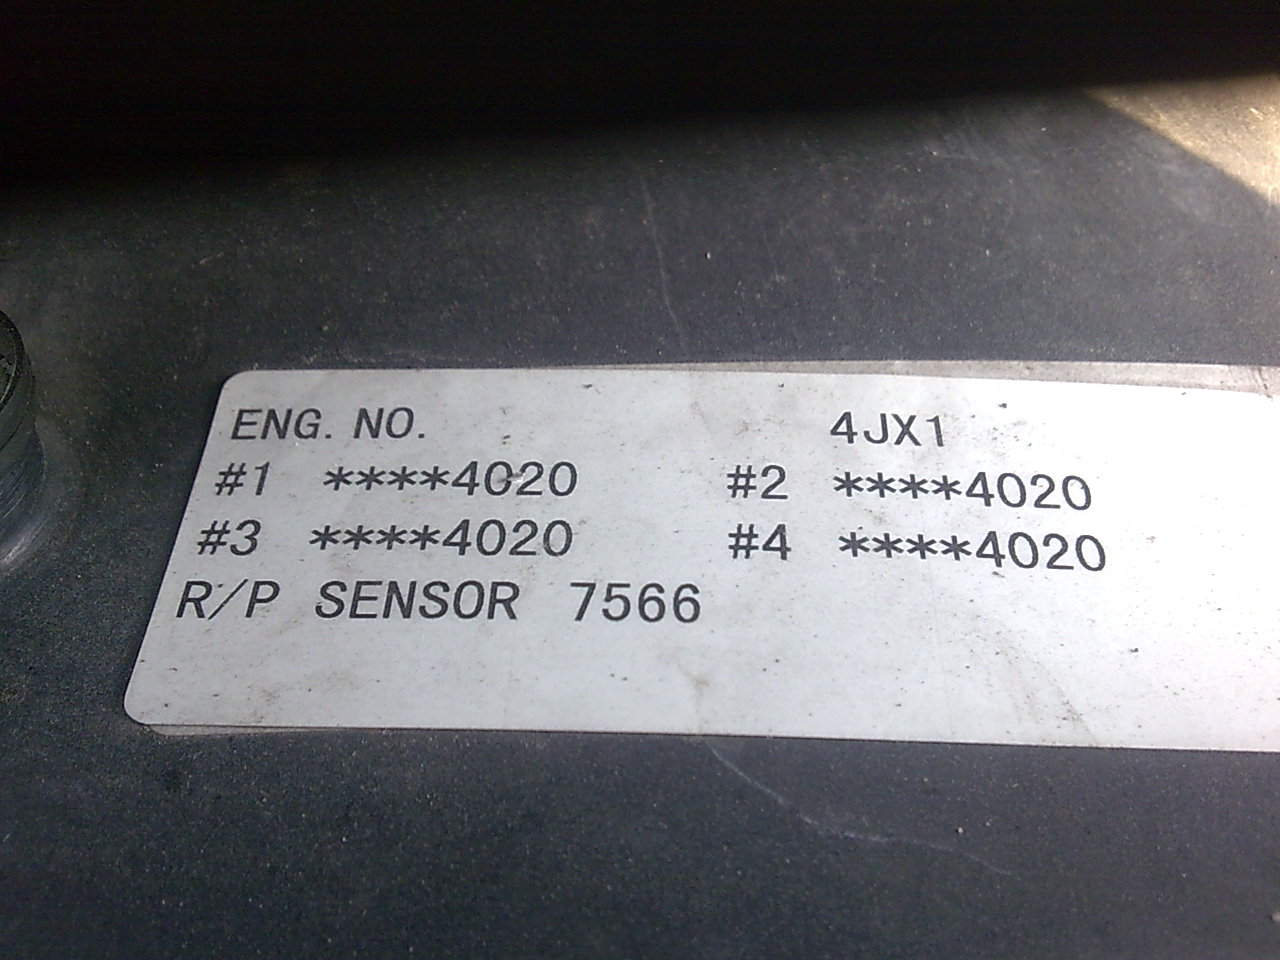 ENG. NO. 4JX1
#1 ****4020 #2 ****4020
#3 ****4020 #4 ****4020
R/P SENSOR 7566